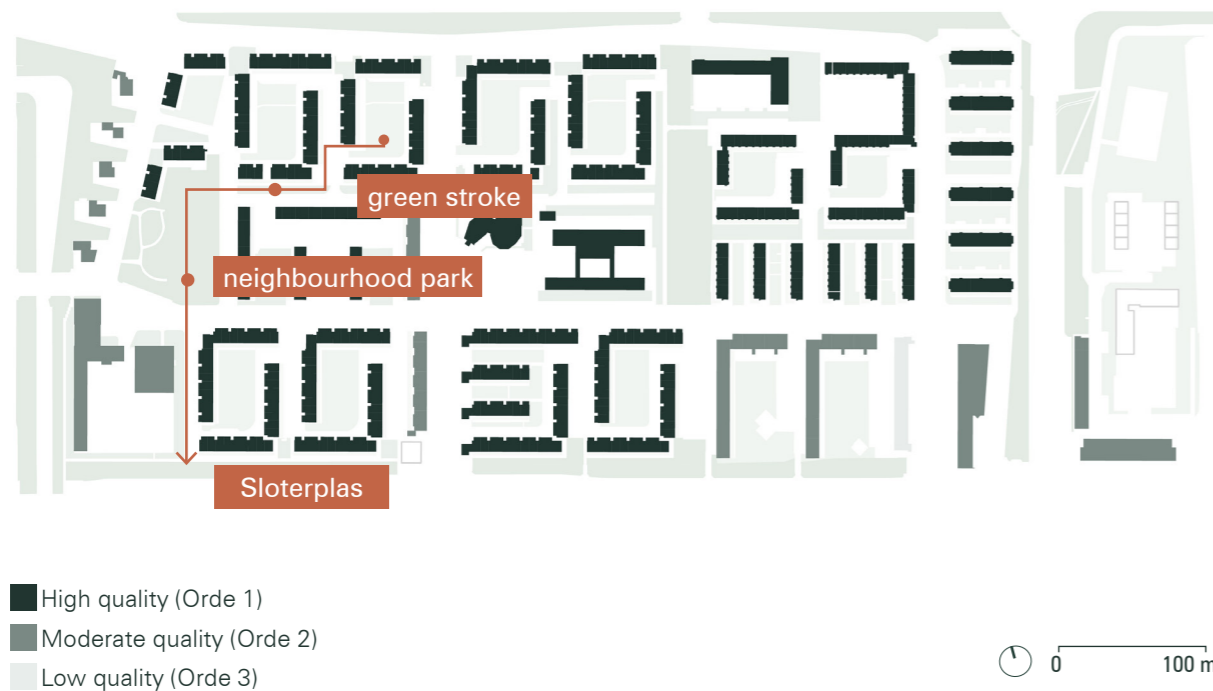 green stroke
neighbourhood park
Sloterplas
High quality (Orde 1)
Moderate quality (Orde 2)
Low quality (Orde 3)
0 100 m